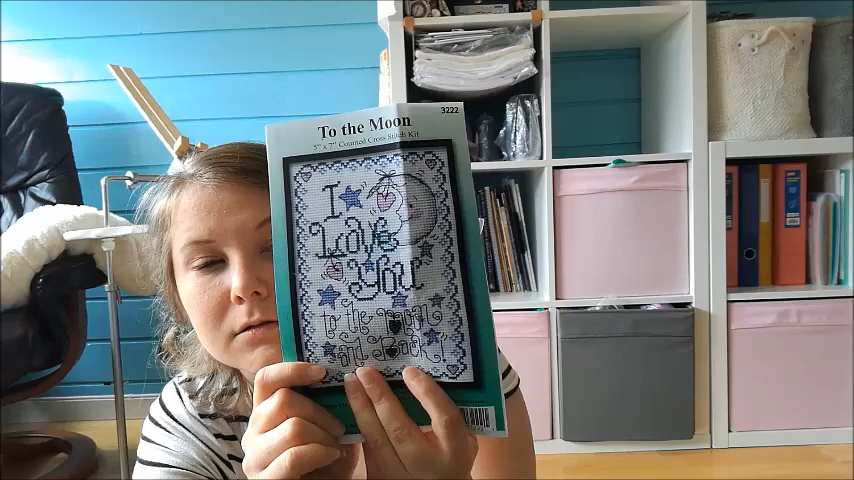 3222
To the Moon
5" x 7" Counted Cross Stitch Kit
I
Love
you
to the moon
and Back